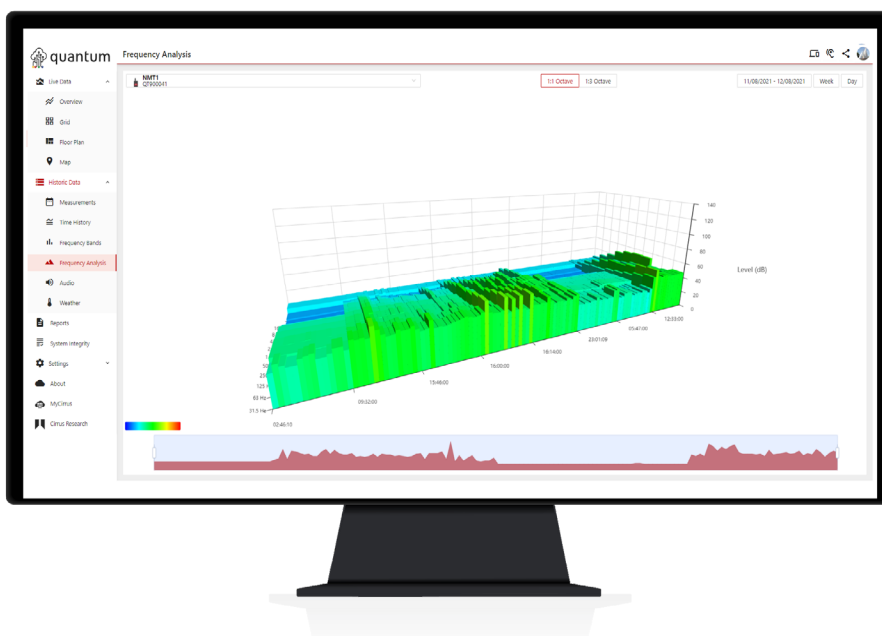 quantum
Frequency Analysis
Live Data
NMT1
QT900041
1:1 Octave
1:3 Octave
11/08/2021 - 12/08/2021
Week
Day
Overview
Grid
Floor Plan
Map
Historic Data
Measurements
Time History
Frequency Bands
Frequency Analysis
Audio
Weather
Reports
System Integrity
Settings
About
MyCirrus
Cirrus Research
140
120
100
80
60
40
20
0
Level (dB)
125
63 Hz
31.5 Hz
02:46:10
09:32:00
13:48:00
16:00:00
18:14:00
23:01:09
05:47:00
12:33:00